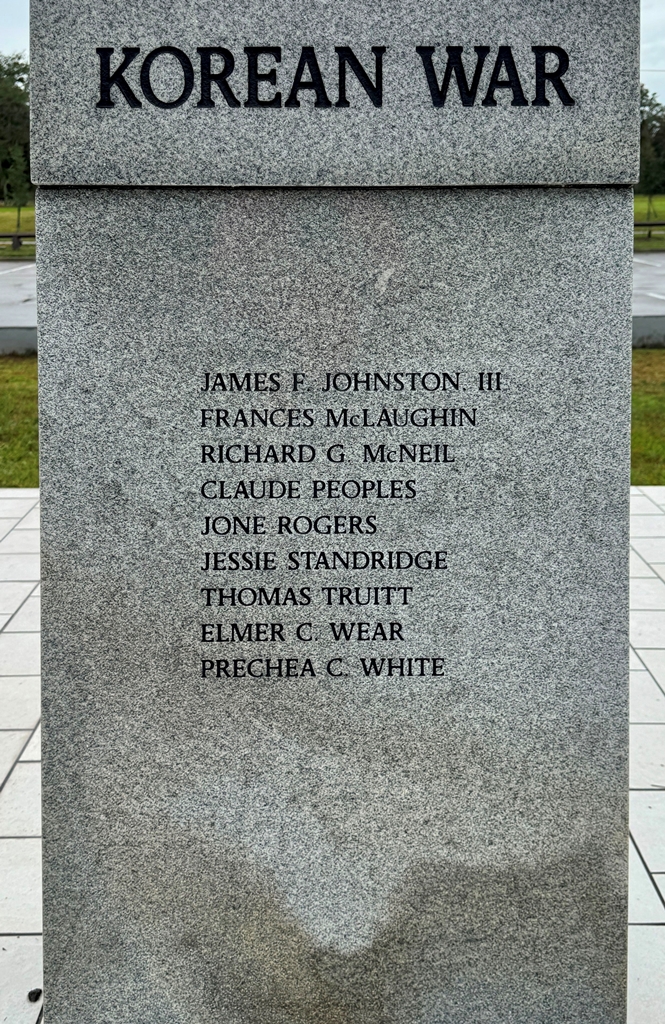 KOREAN WAR
JAMES F. JOHNSTON. III
FRANCES McLAUGHIN
RICHARD G. McNEIL
CLAUDE PEOPLES
JONE ROGERS
JESSIE STANDRIDGE
THOMAS TRUITT
ELMER C. WEAR
PRECHEA C. WHITE